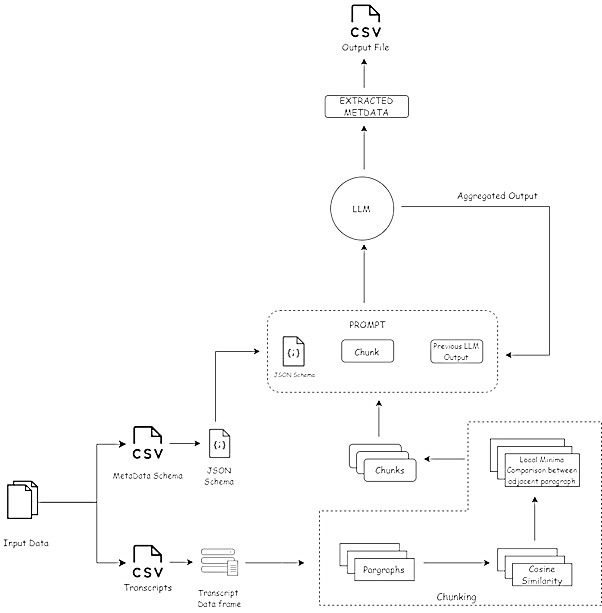 CSV
Output File
EXTRACTED
METDATA
LLM
Aggregated Output
PROMPT
{;}
JSON Schema
Chunk
Previous LLM
Output
CSV
MetaData Schema
{;}
JSON
Schema
Chunks
Local Minima
Comparison between
adjacent paragraph
Input Data
CSV
Transcripts
Transcript
Data frame
Pargraphs
Cosine
Similarity
Chunking